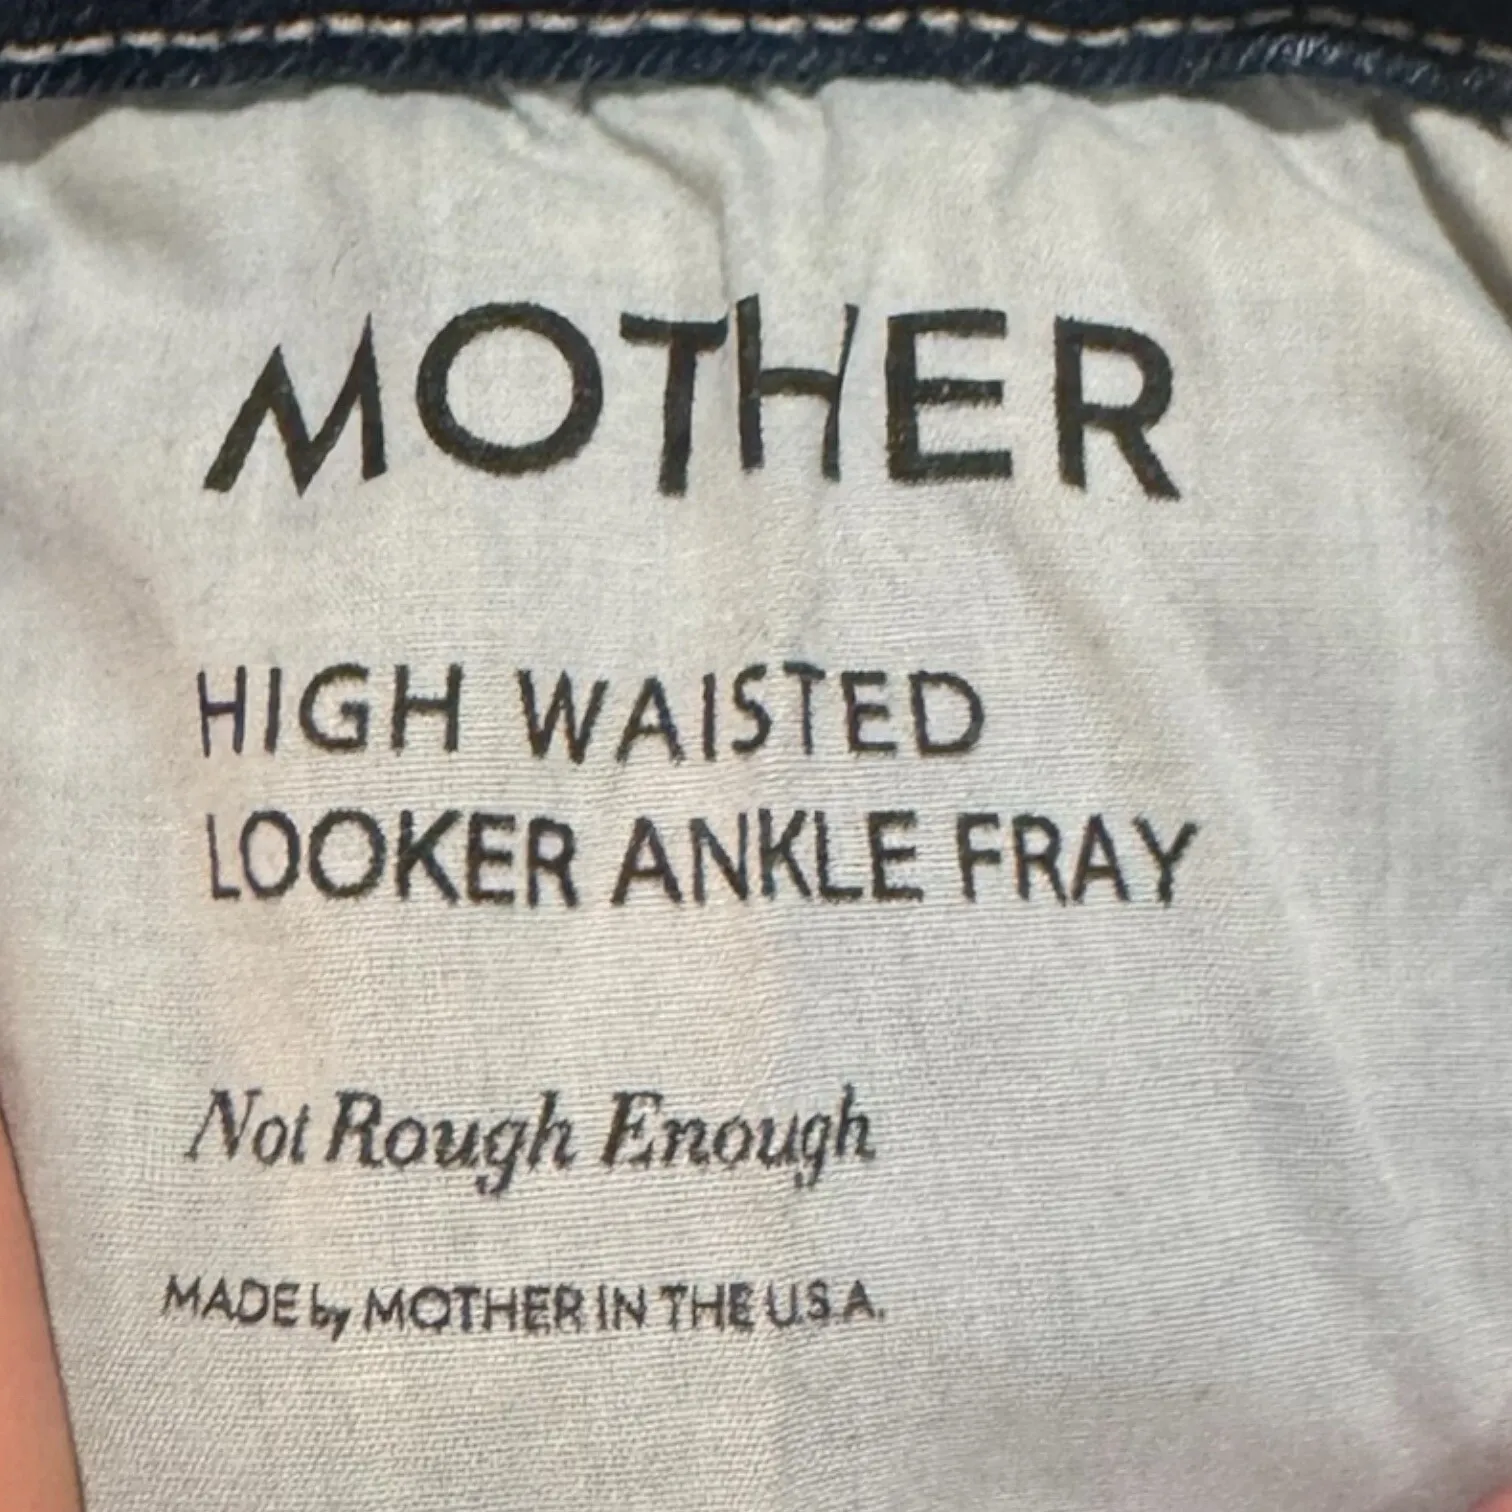 MOTHER
HIGH WAISTED
LOOKER ANKLE FRAY
Not Rough Enough
MADE by MOTHER IN THE U.S.A.